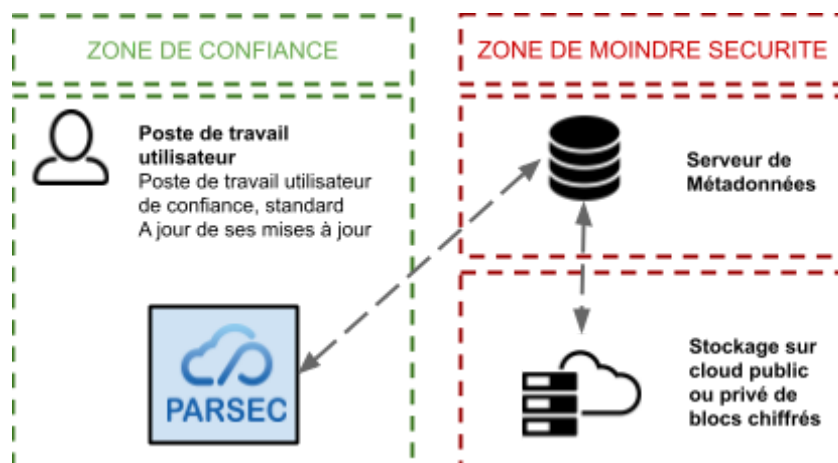 ZONE DE CONFIANCE
ZONE DE MOINDRE SECURITE
Poste de travail
utilisateur
Poste de travail utilisateur
de confiance, standard
A jour de ses mises à jour
PARSEC
Serveur de
Métadonnées
Stockage sur
cloud public
ou privé de
blocs chiffrés